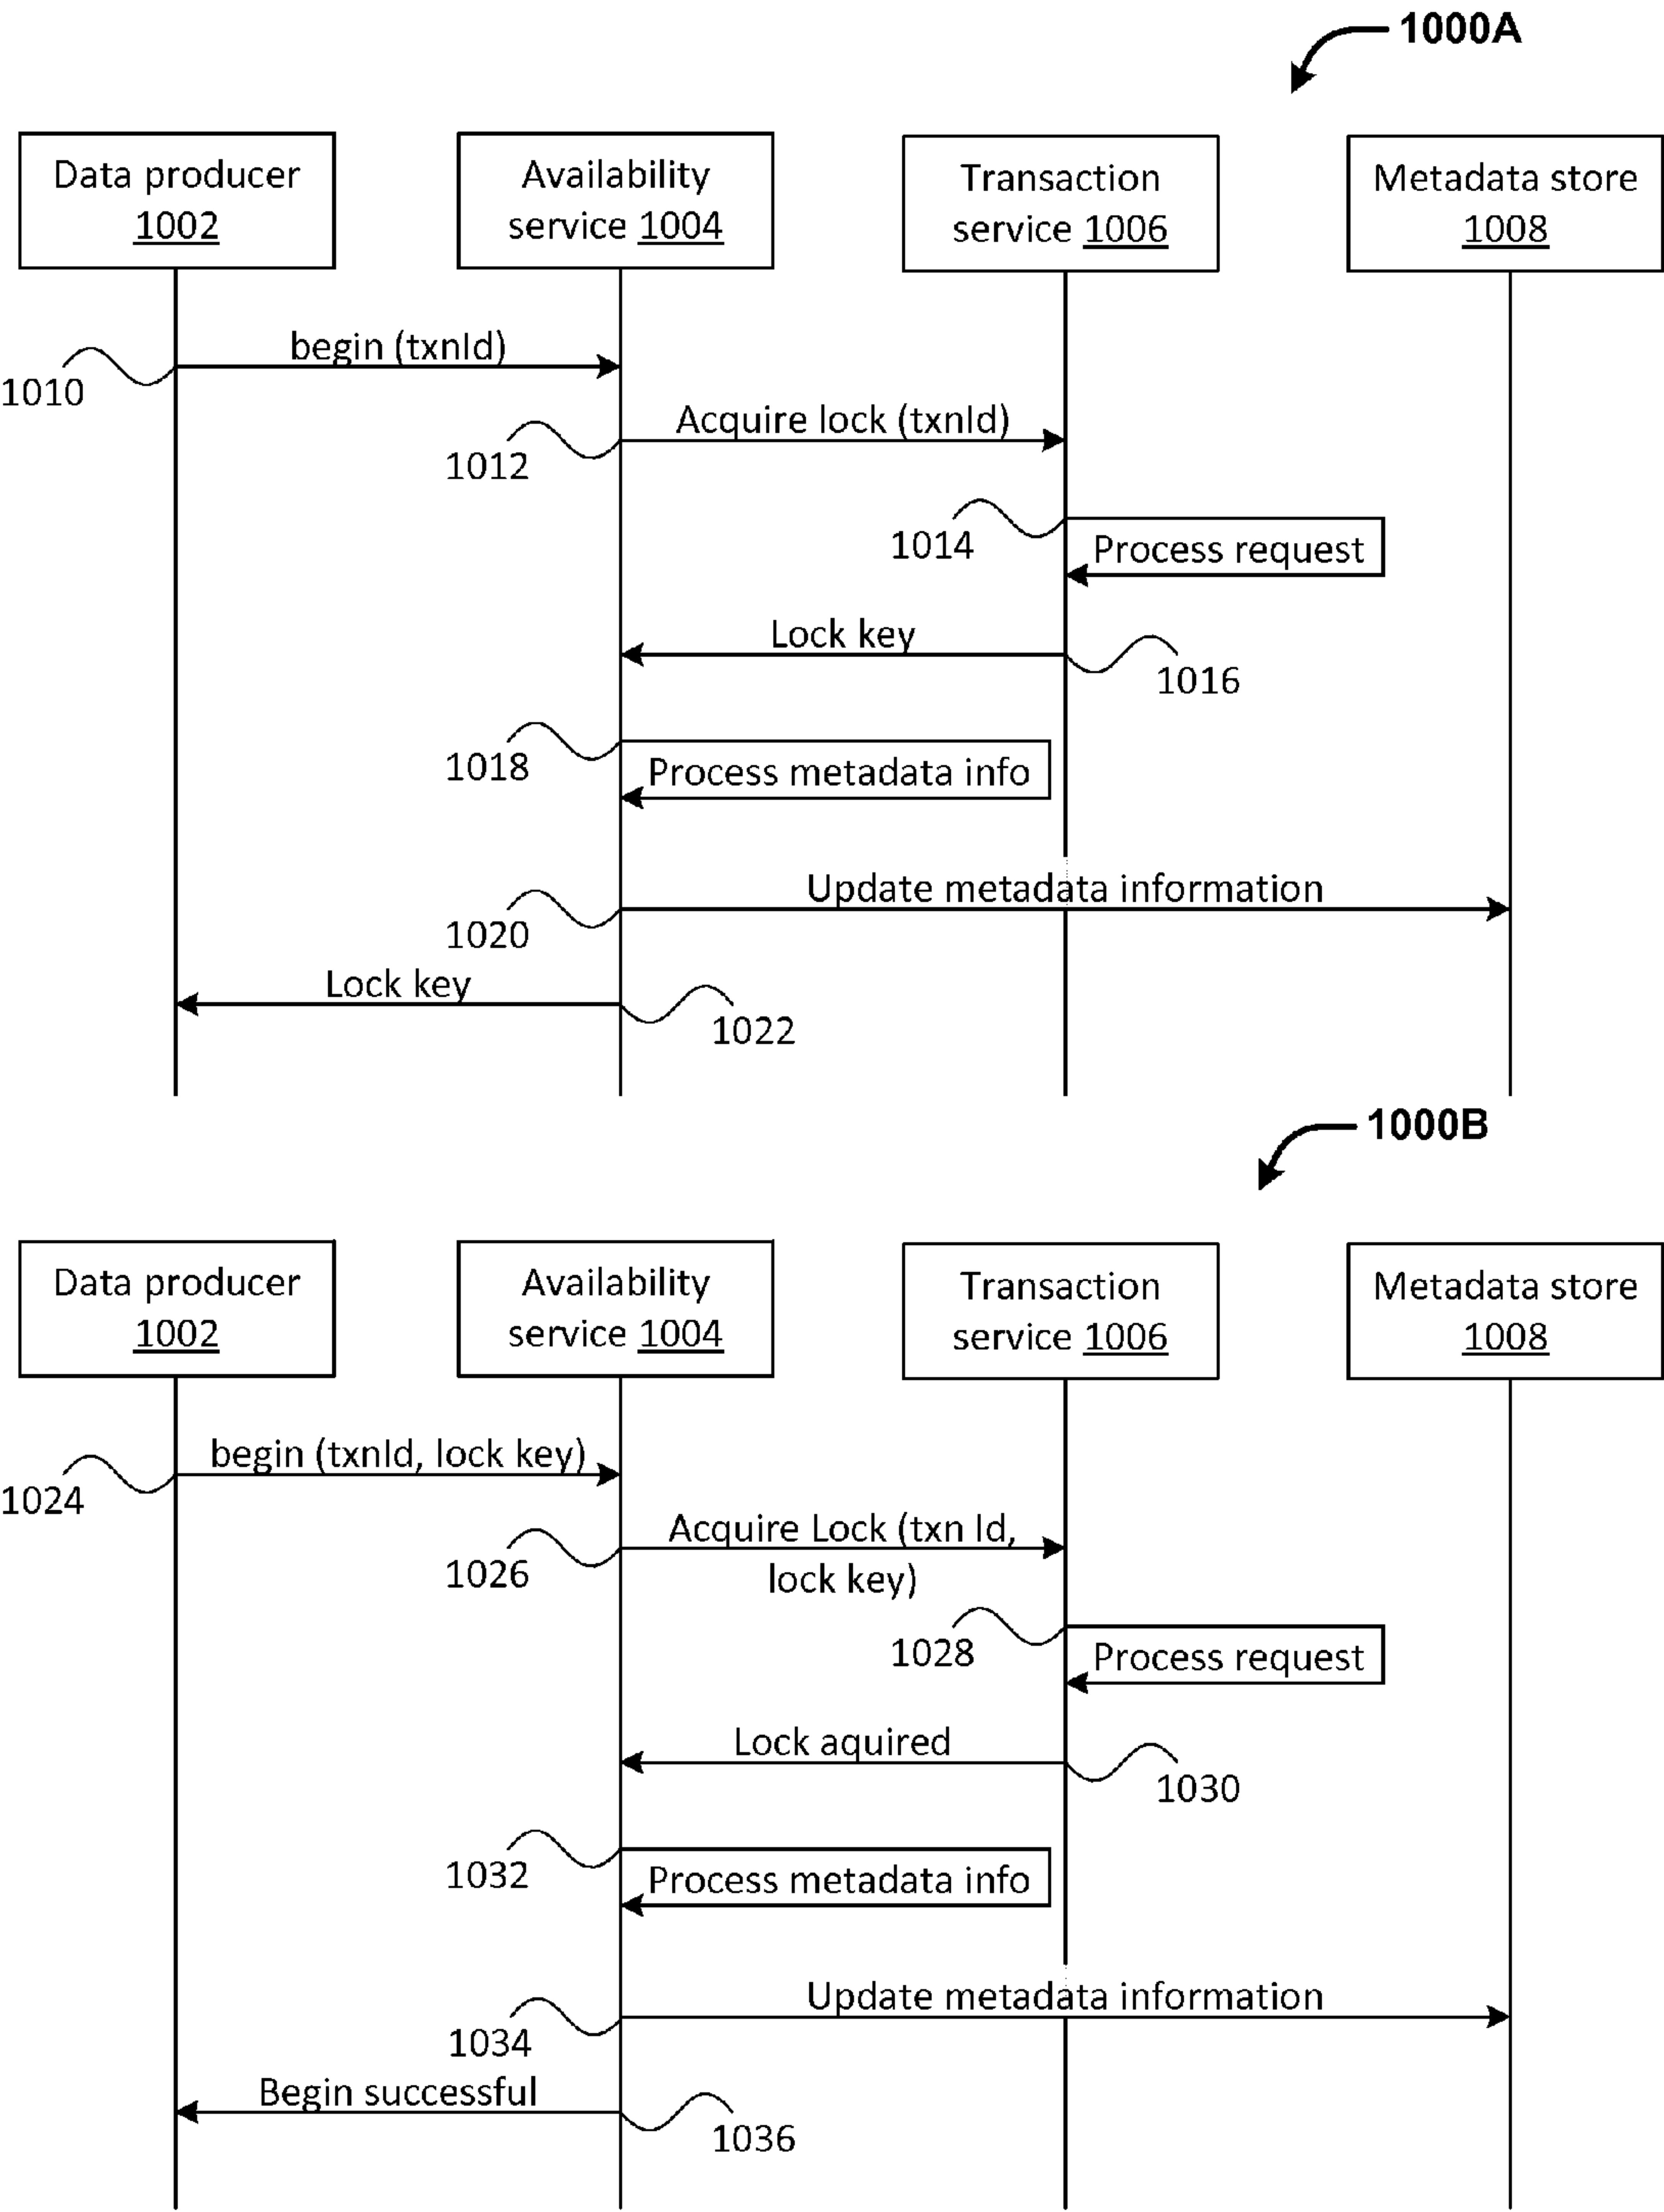 1000A
Data producer
1002
Availability
service 1004
Transaction
service 1006
Metadata store
1008
begin (txnId)
1010
Acquire lock (txnId)
1012
1014
Process request
Lock key
1016
1018
Process metadata info
Update metadata information
1020
Lock key
1022
1000B
Data producer
1002
Availability
service 1004
Transaction
service 1006
Metadata store
1008
begin (txnId, lock key)
1024
Acquire Lock (txn Id,
lock key)
1026
1028
Process request
Lock aquired
1030
1032
Process metadata info
Update metadata information
1034
Begin successful
1036